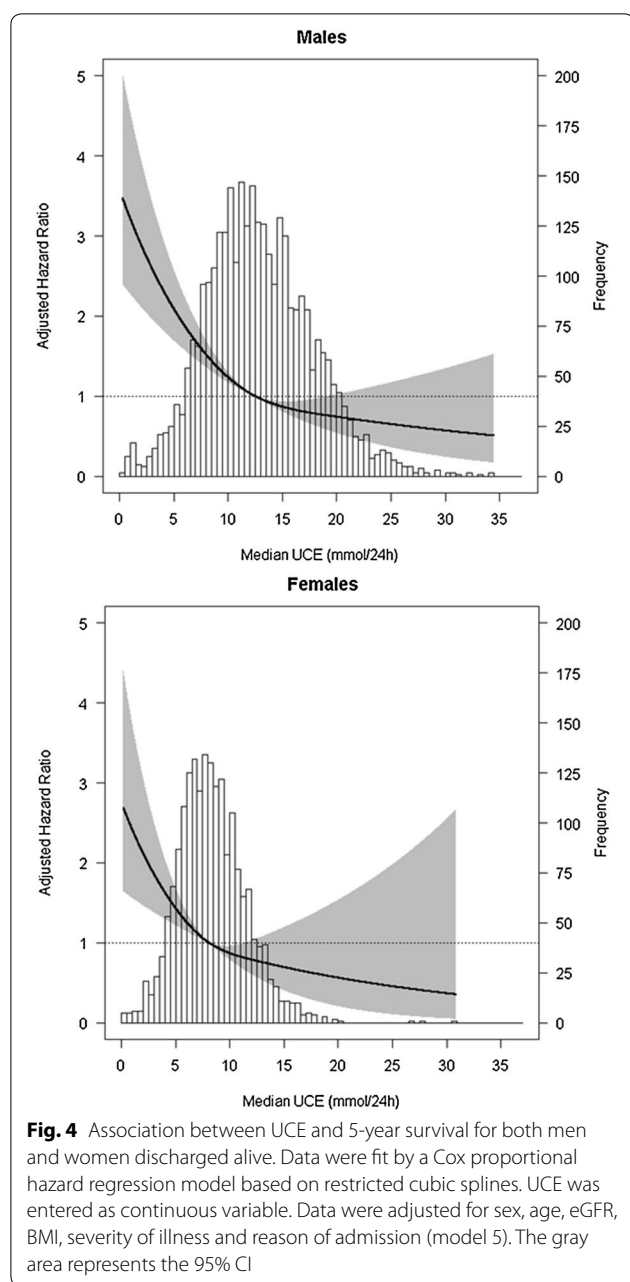 Males
5
4
3
2
1
0
Adjusted Hazard Ratio
200
175
150
125
100
75
50
25
0
Frequency
0 5 10 15 20 25 30 35
Median UCE (mmol/24h)
Females
5
4
3
2
1
0
Adjusted Hazard Ratio
200
175
150
125
100
75
50
25
0
Frequency
0 5 10 15 20 25 30 35
Median UCE (mmol/24h)
Fig. 4 Association between UCE and 5-year survival for both men
and women discharged alive. Data were fit by a Cox proportional
hazard regression model based on restricted cubic splines. UCE was
entered as continuous variable. Data were adjusted for sex, age, eGFR,
BMI, severity of illness and reason of admission (model 5). The gray
area represents the 95% CI